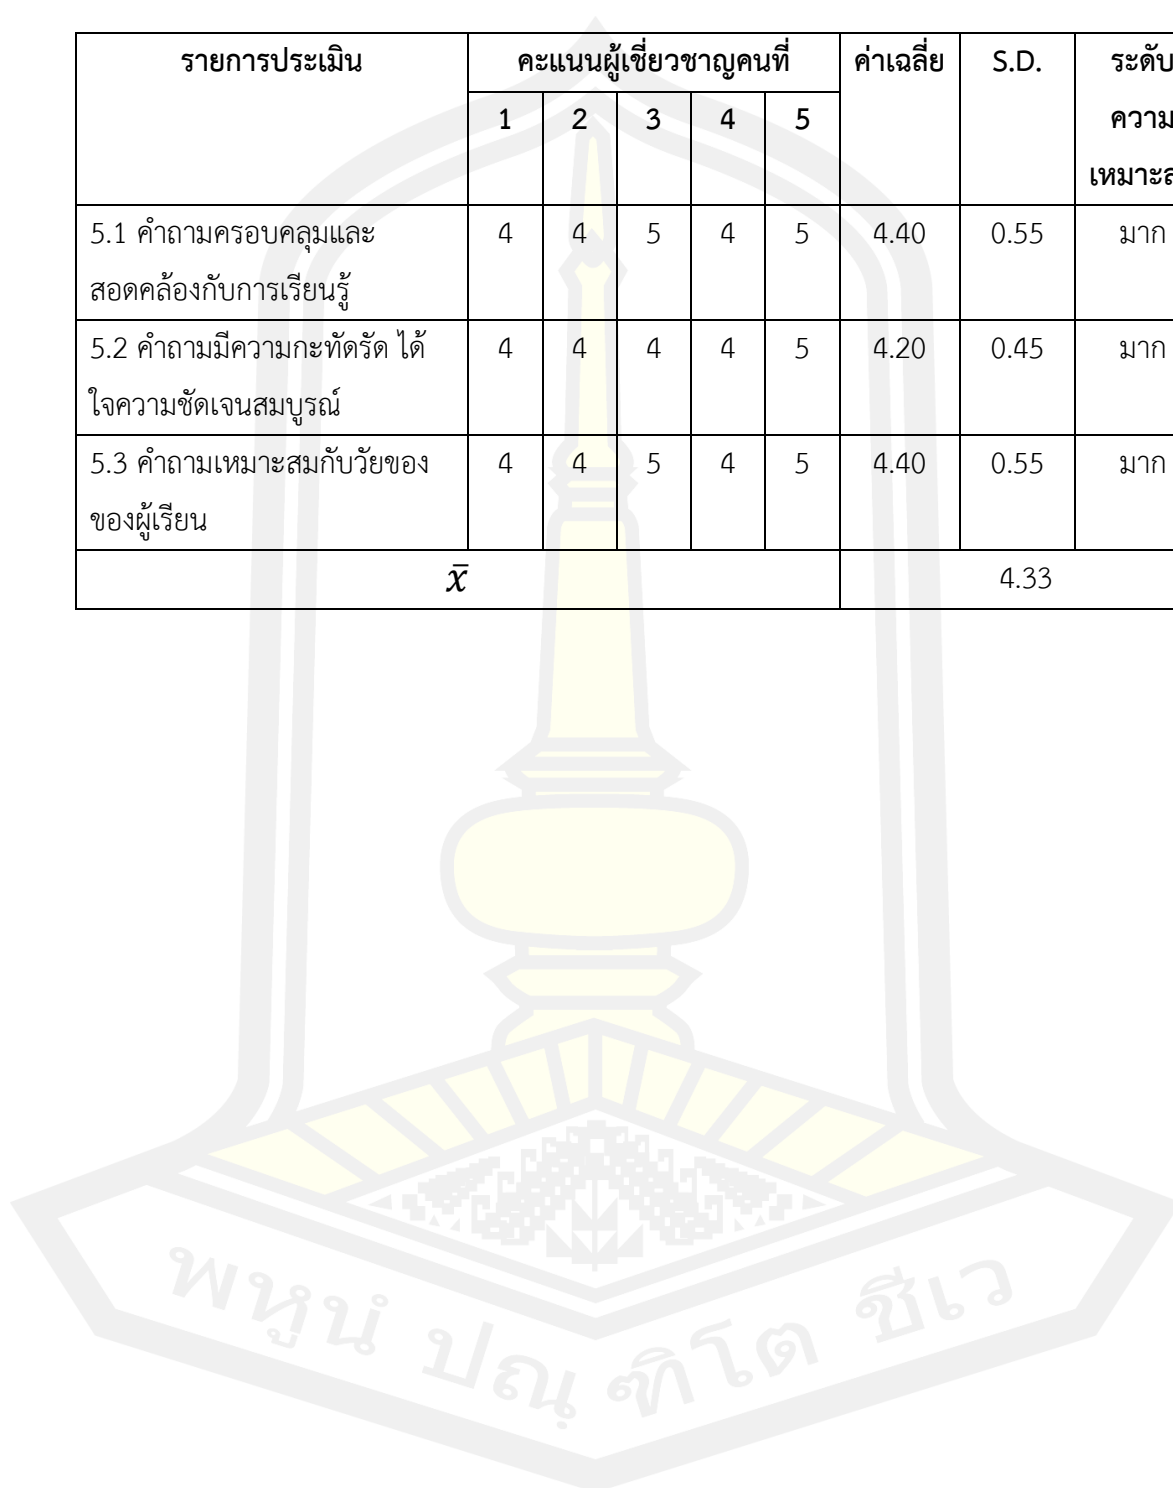 รายการประเมิน คะแนนผู้เชี่ยวชาญคนที่ ค่าเฉลี่ย S.D. ระดับ
1 2 3 4 5 ความ
เหมาะส
5.1 คำถามครอบคลุมและ 4 4 5 4 5 4.40 0.55 มาก
สอดคล้องกับการเรียนรู้
5.2 คำถามมีความกะทัดรัด ได้ 4 4 4 4 5 4.20 0.45 มาก
ใจความชัดเจนสมบูรณ์
5.3 คำถามเหมาะสมกับวัยของ 4 4 5 4 5 4.40 0.55 มาก
ของผู้เรียน
x̄ 4.33
พหูนํ ปณฺฑิโต ชีเว